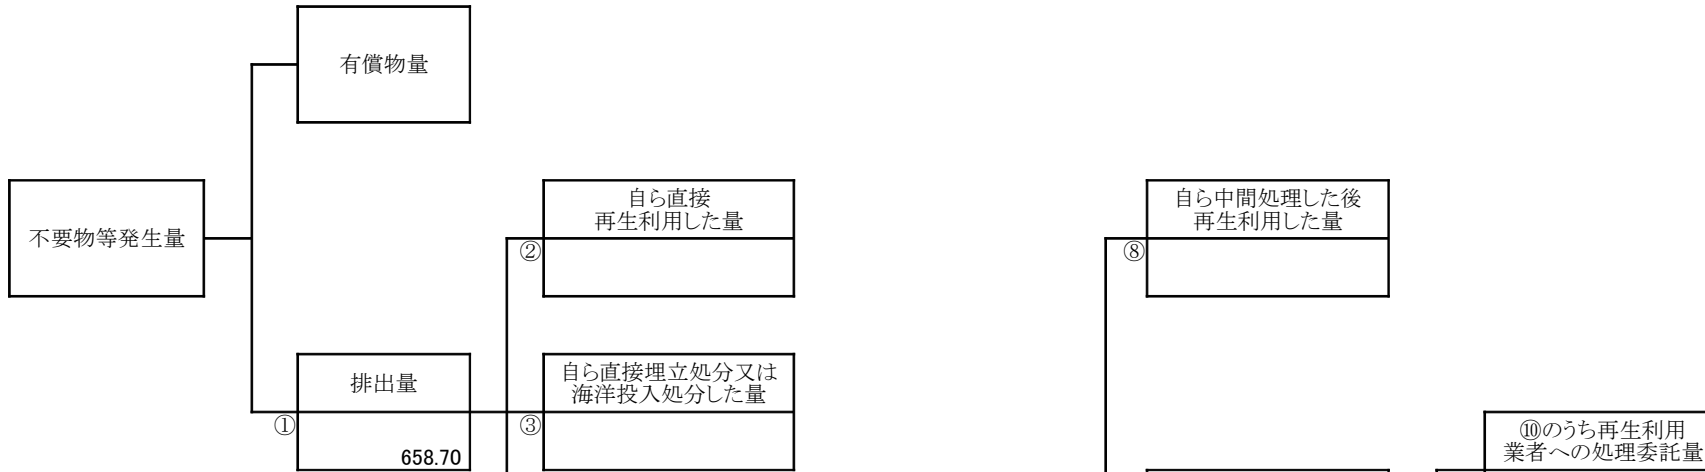 有償物量
不要物等発生量
自ら直接
再生利用した量
②
自ら中間処理した後
再生利用した量
⑧
排出量
①
658.70
自ら直接埋立処分又は
海洋投入処分した量
③
⑩のうち再生利用
業者への処理委託量